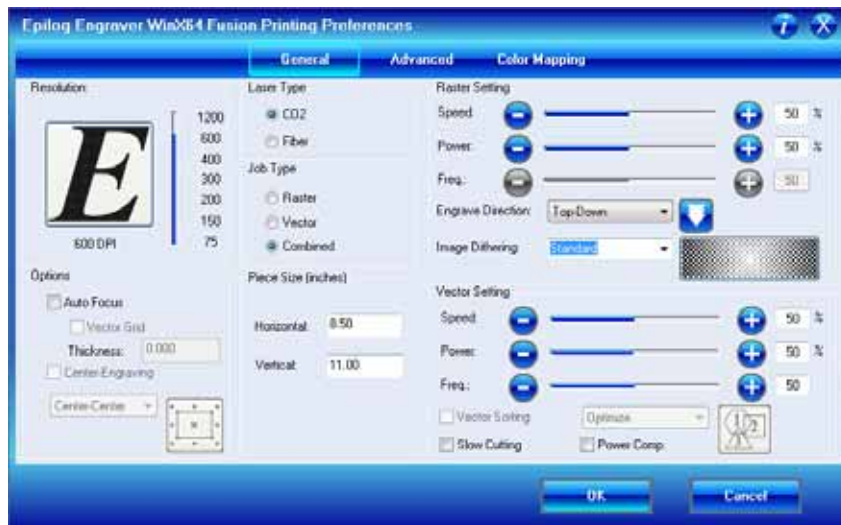 Epilog Engraver WinX64 Fusion Printing Preferences
i X
General Advanced Color Mapping
Resolution
E
1200
600
400
300
200
150
75
600 DPI
Options
Auto Focus
Vector Grid
Thickness: 0.000
Center-Engraving
Center-Center
Laser Type
CO2
Fiber
Job Type
Raster
Vector
Combined
Piece Size (inches)
Horizontal: 8.50
Vertical: 11.00
Raster Setting
Speed: 50 %
Power: 50 %
Freq.: 50
Engrave Direction: Top-Down
Image Dithering: Standard
Vector Setting
Speed: 50 %
Power: 50 %
Freq.: 50
Vector Sorting Optimize 1 2
Slow Cutting Power Comp.
OK Cancel